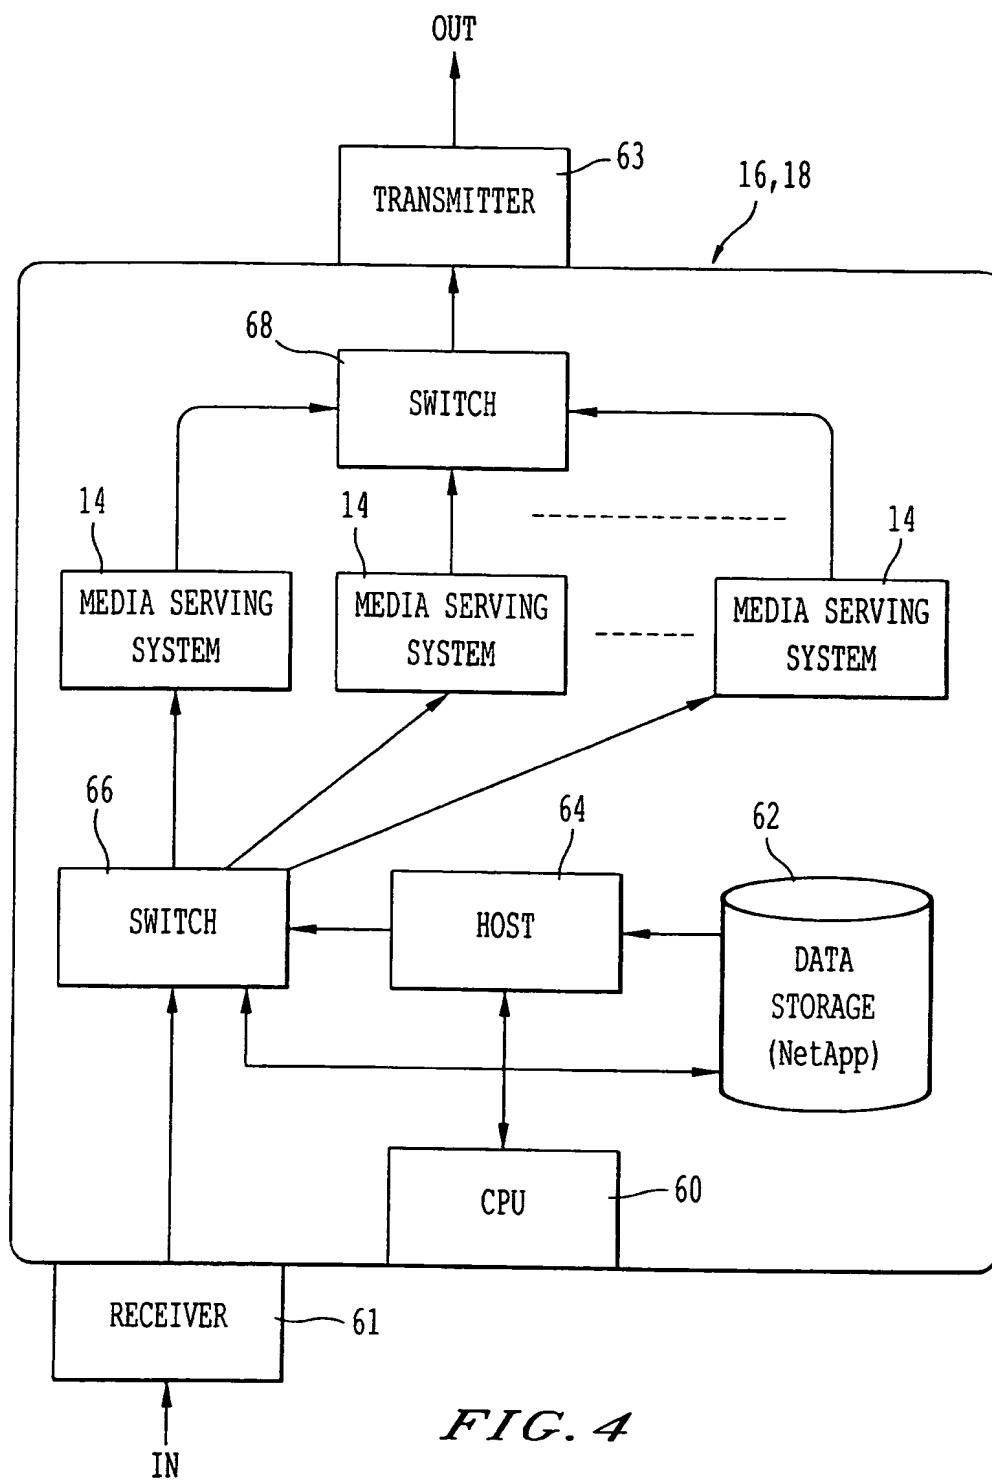 OUT
63
TRANSMITTER
16,18
68
SWITCH
14
14
14
MEDIA SERVING
SYSTEM
MEDIA SERVING
SYSTEM
MEDIA SERVING
SYSTEM
66
64
62
SWITCH
HOST
DATA
STORAGE
(NetApp)
CPU
60
RECEIVER
61
IN
FIG. 4